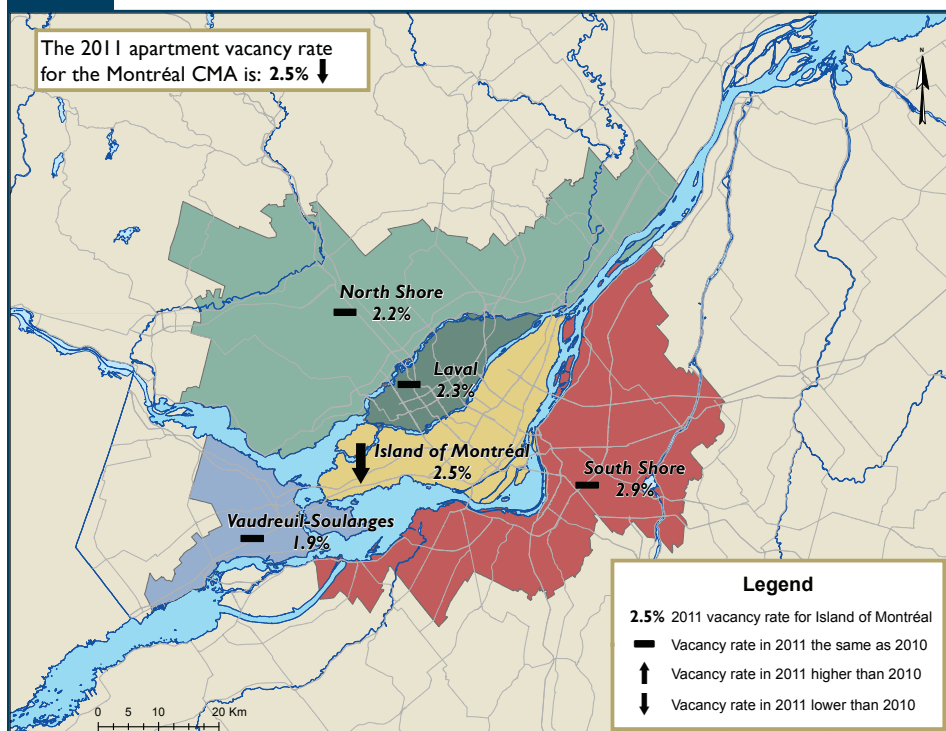 The 2011 apartment vacancy rate
for the Montréal CMA is: 2.5%
N
North Shore
2.2%
Laval
2.3%
Island of Montréal
2.5%
South Shore
2.9%
Vaudreuil-Soulanges
1.9%
Legend
2.5% 2011 vacancy rate for Island of Montréal
Vacancy rate in 2011 the same as 2010
Vacancy rate in 2011 higher than 2010
Vacancy rate in 2011 lower than 2010
0 5 10 20 Km